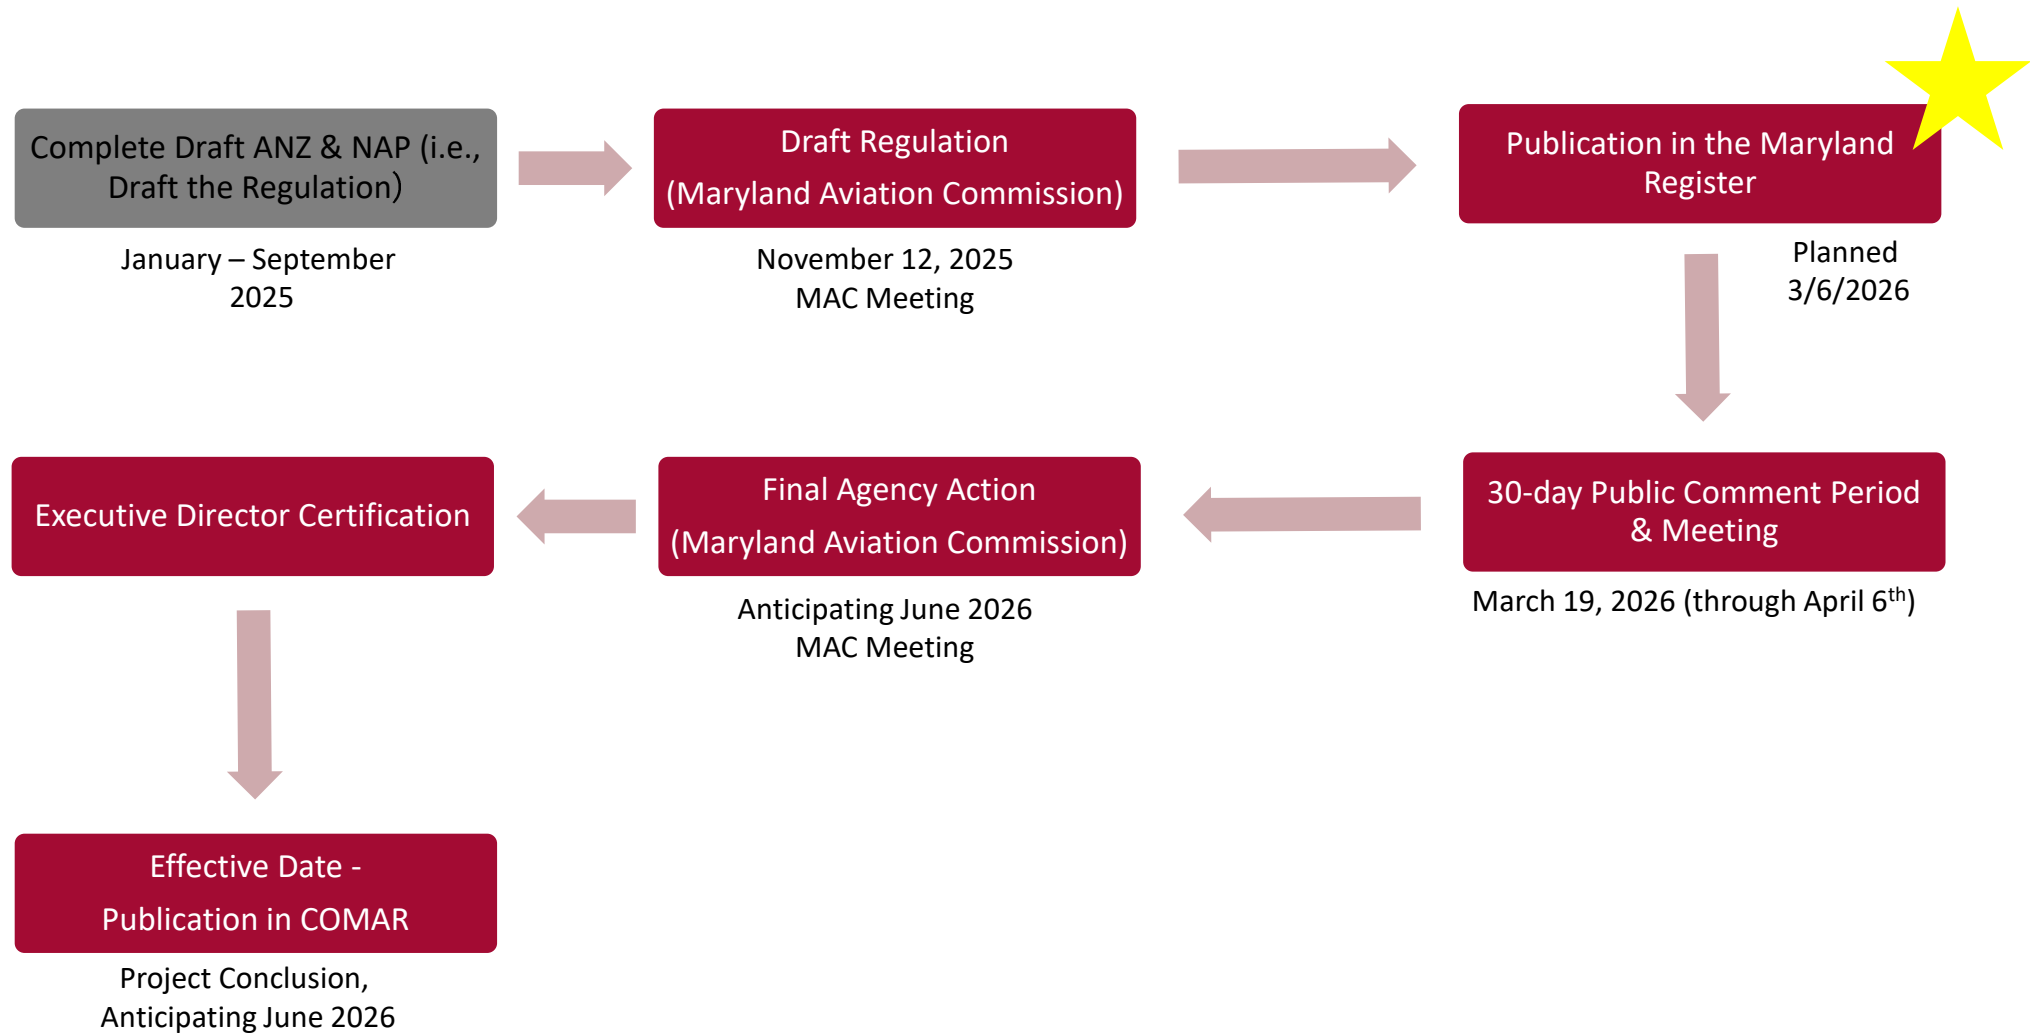 Complete Draft ANZ & NAP (i.e.,
Draft the Regulation)
January – September
2025
Draft Regulation
(Maryland Aviation Commission)
November 12, 2025
MAC Meeting
Publication in the Maryland
Register
Planned
3/6/2026
30-day Public Comment Period
& Meeting
March 19, 2026 (through April 6th)
Final Agency Action
(Maryland Aviation Commission)
Anticipating June 2026
MAC Meeting
Executive Director Certification
Effective Date -
Publication in COMAR
Project Conclusion,
Anticipating June 2026